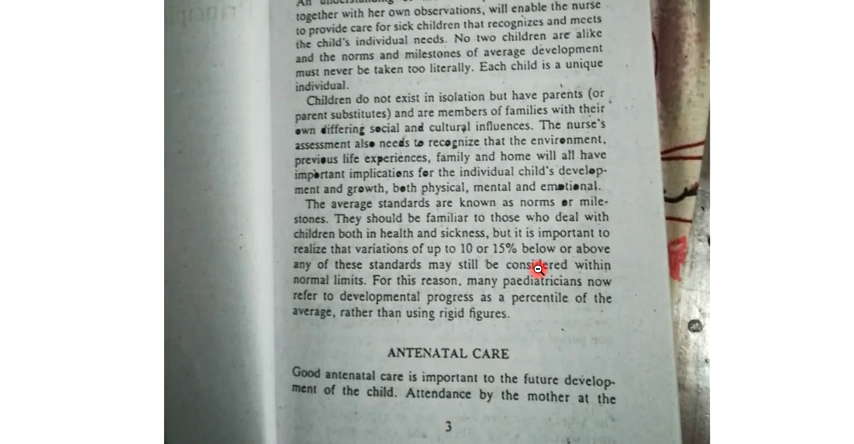 An understanding of
together with her own observations, will enable the nurse
to provide care for sick children that recognizes and meets
the child's individual needs. No two children are alike
and the norms and milestones of average development
must never be taken too literally. Each child is a unique
individual.
Children do not exist in isolation but have parents (or
parent substitutes) and are members of families with their
own differing social and cultural influences. The nurse's
assessment also needs to recognize that the environment,
previous life experiences, family and home will all have
important implications for the individual child's develop-
ment and growth, both physical, mental and emotional.
The average standards are known as norms or mile-
stones. They should be familiar to those who deal with
children both in health and sickness, but it is important to
realize that variations of up to 10 or 15% below or above
any of these standards may still be considered within
normal limits. For this reason, many paediatricians now
refer to developmental progress as a percentile of the
average, rather than using rigid figures.
ANTENATAL CARE
Good antenatal care is important to the future develop-
ment of the child. Attendance by the mother at the
3